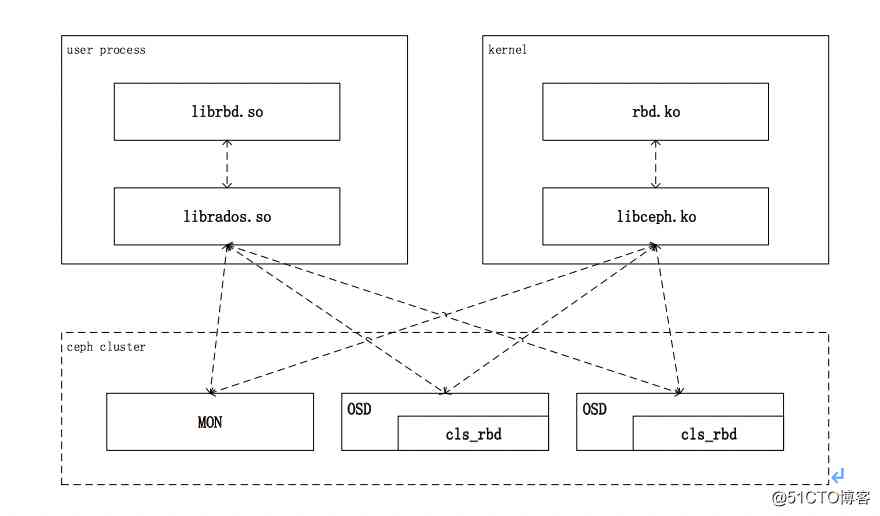 user process
kernel
librbd.so
rbd.ko
librados.so
libceph.ko
ceph cluster
MON
OSD
cls_rbd
OSD
cls_rbd
@51CTO博客